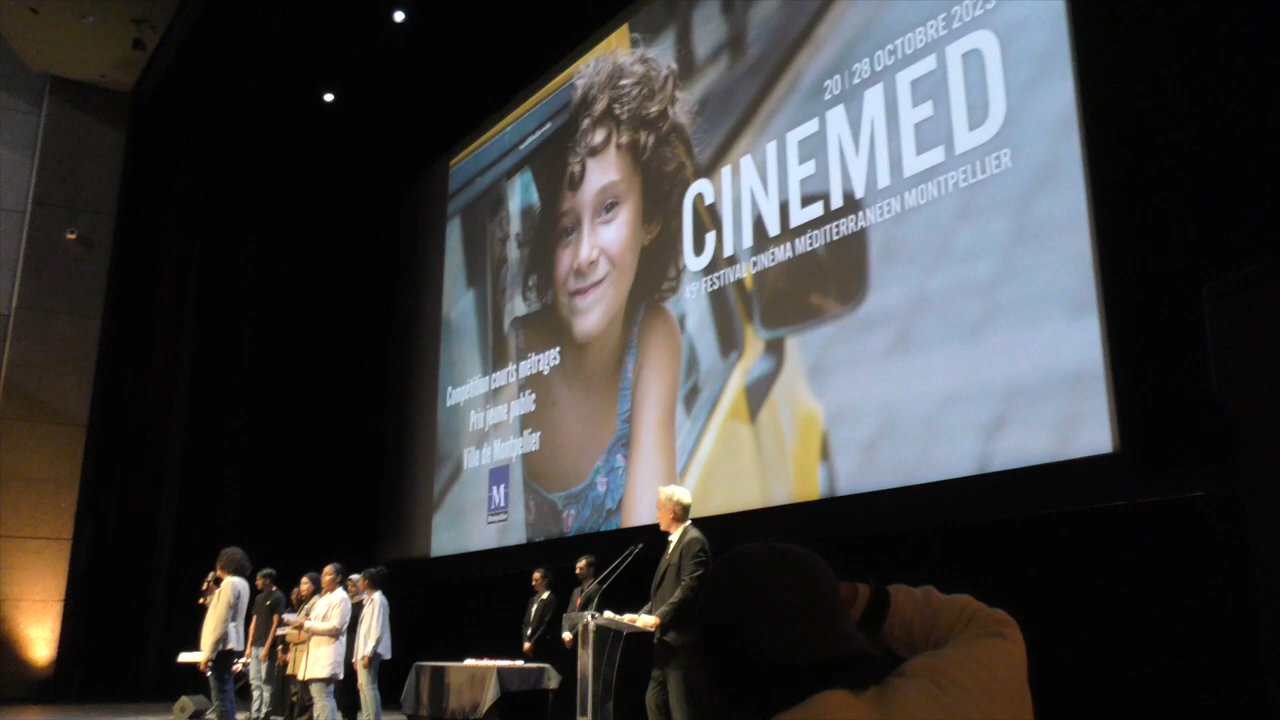 20 | 28 OCTOBRE 2023
CINEMED
45e FESTIVAL CINÉMA MÉDITERRANÉEN MONTPELLIER
Compétition courts métrages
Prix jeune public
Ville de Montpellier
M
Montpellier